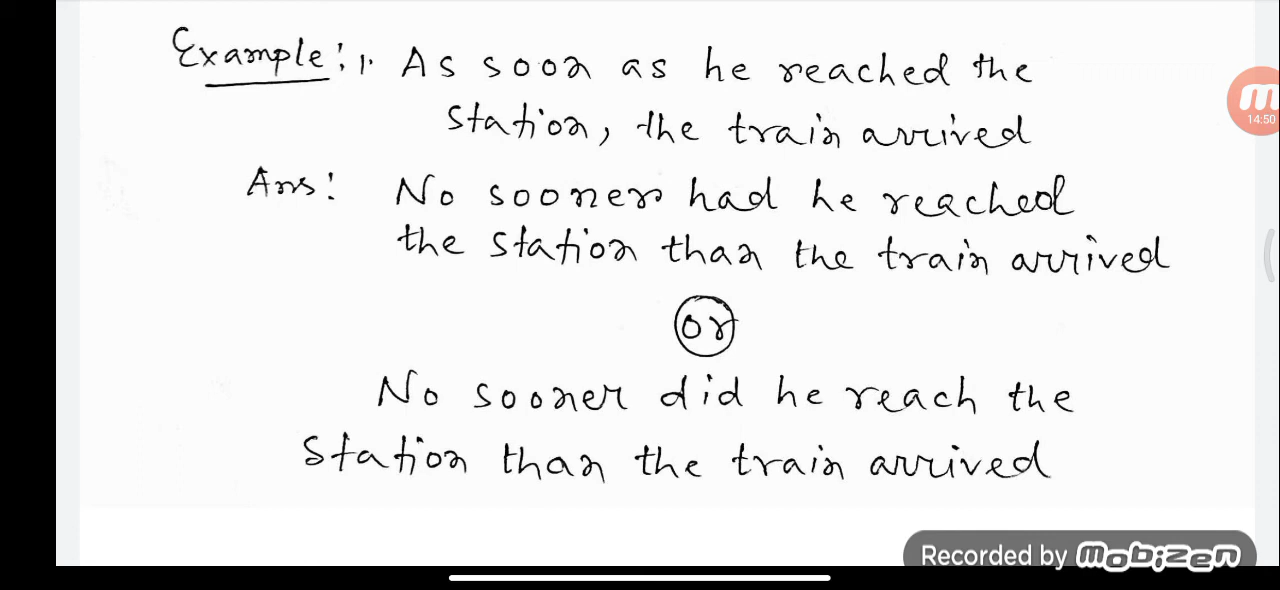 Example: 1. As soon as he reached the
14:50
station, the train arrived
Ans: No sooner had he reached
the station than the train arrived
or
No sooner did he reach the
station than the train arrived
Recorded by mobizen